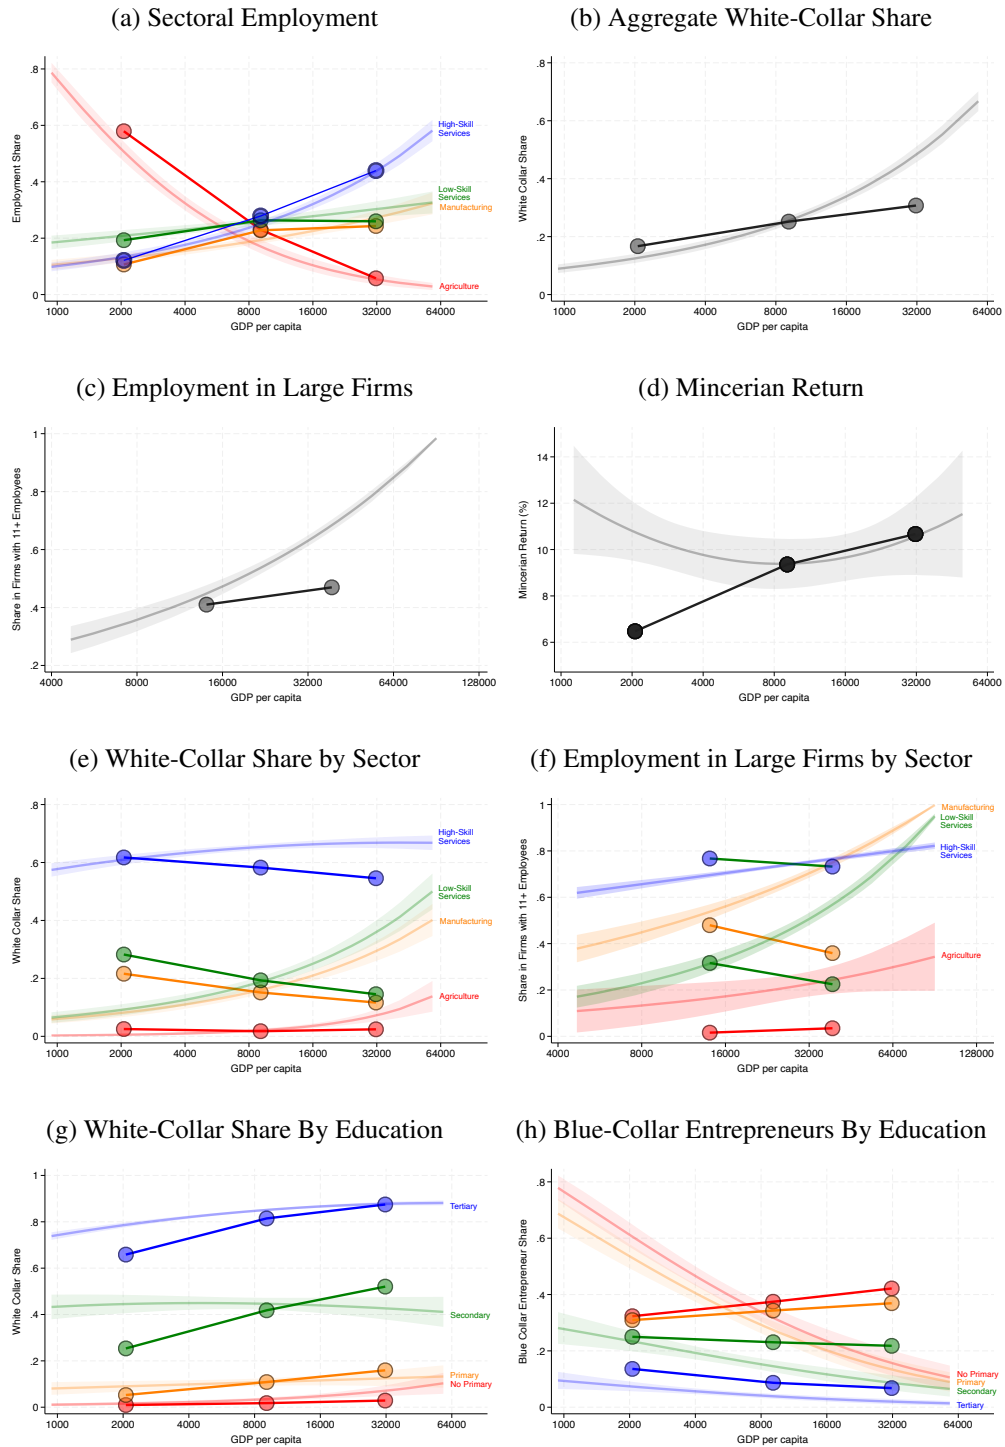 (a) Sectoral Employment
.8
.6
.4
.2
0
Employment Share
High-Skill
Services
Low-Skill
Services
Manufacturing
Agriculture
1000 2000 4000 8000 16000 32000 64000
GDP per capita
(b) Aggregate White-Collar Share
.8
.6
.4
.2
0
White Collar Share
1000 2000 4000 8000 16000 32000 64000
GDP per capita
(c) Employment in Large Firms
1
.8
.6
.4
.2
Share in Firms with 11+ Employees
4000 8000 16000 32000 64000 128000
GDP per capita
(d) Mincerian Return
14
12
10
8
6
Mincerian Return (%)
1000 2000 4000 8000 16000 32000 64000
GDP per capita
(e) White-Collar Share by Sector
.8
.6
.4
.2
0
White Collar Share
High-Skill
Services
Low-Skill
Services
Manufacturing
Agriculture
1000 2000 4000 8000 16000 32000 64000
GDP per capita
(f) Employment in Large Firms by Sector
1
.8
.6
.4
.2
0
Share in Firms with 11+ Employees
Manufacturing
Low-Skill
Services
High-Skill
Services
Agriculture
4000 8000 16000 32000 64000 128000
GDP per capita
(g) White-Collar Share By Education
1
.8
.6
.4
.2
0
White Collar Share
Tertiary
Secondary
Primary
No Primary
1000 2000 4000 8000 16000 32000 64000
GDP per capita
(h) Blue-Collar Entrepreneurs By Education
.8
.6
.4
.2
0
Blue Collar Entrepreneur Share
No Primary
Primary
Secondary
Tertiary
1000 2000 4000 8000 16000 32000 64000
GDP per capita